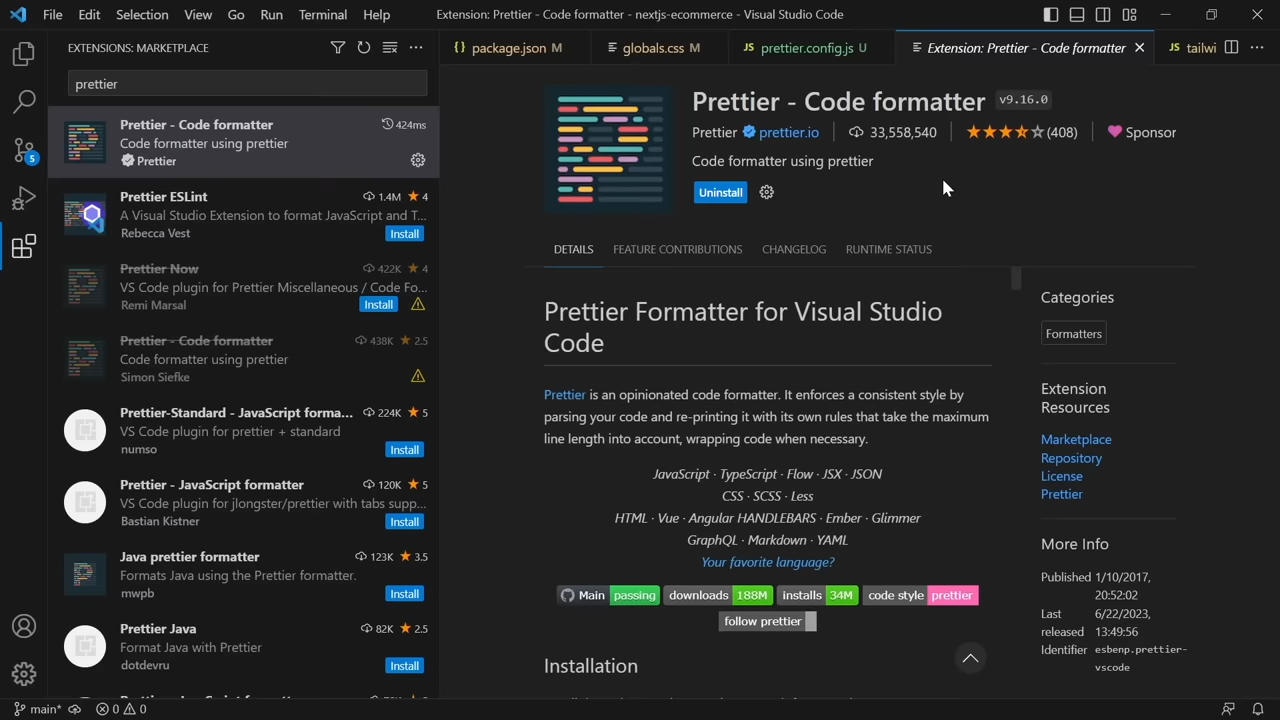 File Edit Selection View Go Run Terminal Help
Extension: Prettier - Code formatter - nextjs-ecommerce - Visual Studio Code
EXTENSIONS: MARKETPLACE
prettier
5
Prettier - Code formatter 424ms
Code formatter using prettier
Prettier
Prettier ESlint 1.4M 4
A Visual Studio Extension to format JavaScript and T...
Rebecca Vest Install
Prettier Now 422K 4
VS Code plugin for Prettier Miscellaneous / Code Fo...
Remi Marsal Install
Prettier - Code formatter 438K 2.5
Code formatter using prettier
Simon Siefke
Prettier-Standard - JavaScript forma... 224K 5
VS Code plugin for prettier + standard
numso Install
Prettier - JavaScript formatter 120K 5
VS Code plugin for jlongster/prettier with tabs supp...
Bastian Kistner Install
Java prettier formatter 123K 3.5
Formats Java using the Prettier formatter.
mwpb Install
Prettier Java 82K 2.5
Format Java with Prettier
dotdevru Install
{} package.json M
globals.css M
JS prettier.config.js U
Extension: Prettier - Code formatter
JS tailwi
Prettier - Code formatter v9.16.0
Prettier prettier.io 33,558,540 (408) Sponsor
Code formatter using prettier
Uninstall
DETAILS FEATURE CONTRIBUTIONS CHANGELOG RUNTIME STATUS
Prettier Formatter for Visual Studio
Code
Prettier is an opinionated code formatter. It enforces a consistent style by
parsing your code and re-printing it with its own rules that take the maximum
line length into account, wrapping code when necessary.
JavaScript · TypeScript · Flow · JSX · JSON
CSS · SCSS · Less
HTML · Vue · Angular HANDLEBARS · Ember · Glimmer
GraphQL · Markdown · YAML
Your favorite language?
Main passing downloads 188M installs 34M code style prettier
follow prettier
Installation
Categories
Formatters
Extension
Resources
Marketplace
Repository
License
Prettier
More Info
Published 1/10/2017,
20:52:02
Last 6/22/2023,
released 13:49:56
Identifier esbenp.prettier-
vscode
main* 0 0